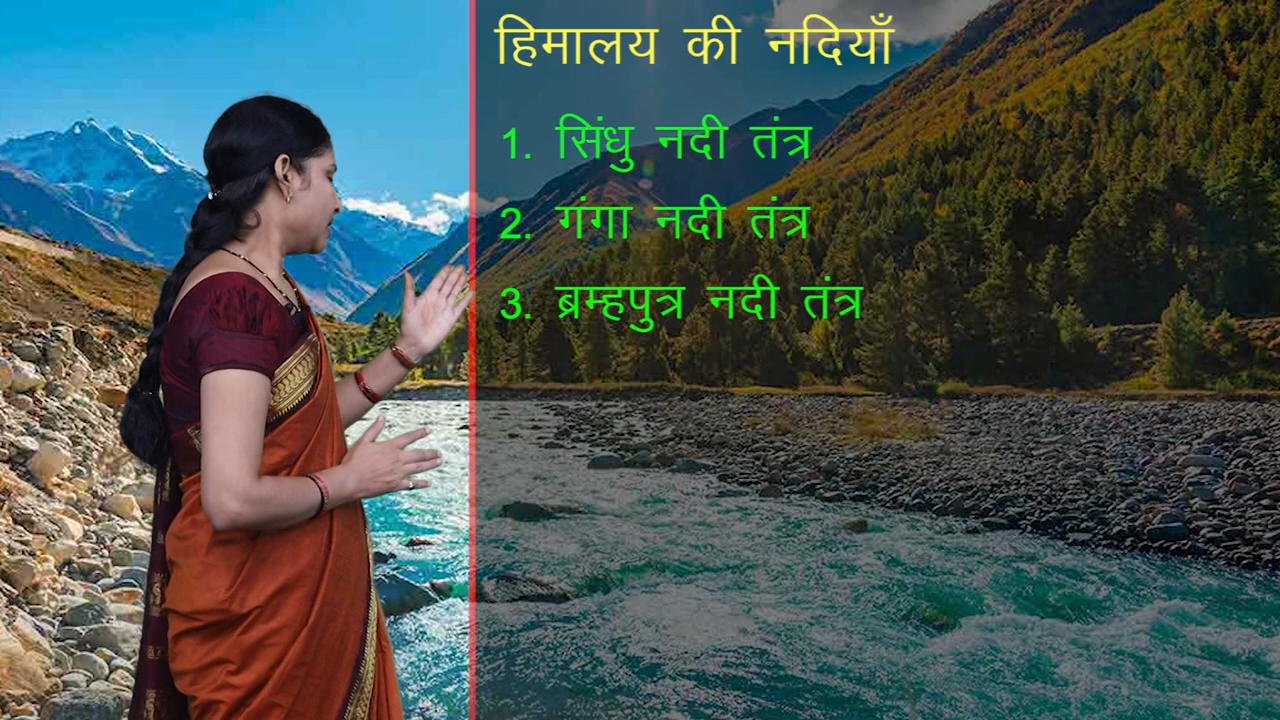 हिमालय की नदियाँ
1. सिंधु नदी तंत्र
2. गंगा नदी तंत्र
3. ब्रम्हपुत्र नदी तंत्र